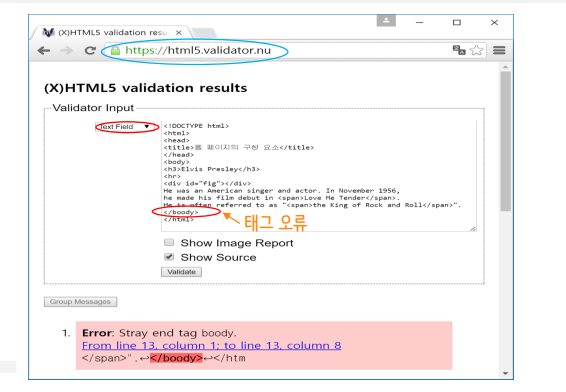 (X)HTML5 validation resu
https://html5.validator.nu
(X)HTML5 validation results
Validator Input
Text Field
<!DOCTYPE html>
<html>
<head>
<title>웹 페이지의 구성 요소</title>
</head>
<body>
<h3>Elvis Presley</h3>
<hr>
<div id="fig"></div>
He was an American singer and actor. In November 1956,
he made his film debut in <span>Love Me Tender</span>.
He is often referred to as "<span>the King of Rock and Roll</span>".
</boody>
</html>
태그 오류
Show Image Report
Show Source
Validate
Group Messages
1. Error: Stray end tag boody.
From line 13, column 1; to line 13, column 8
</span>".↩</boody>↩</htm